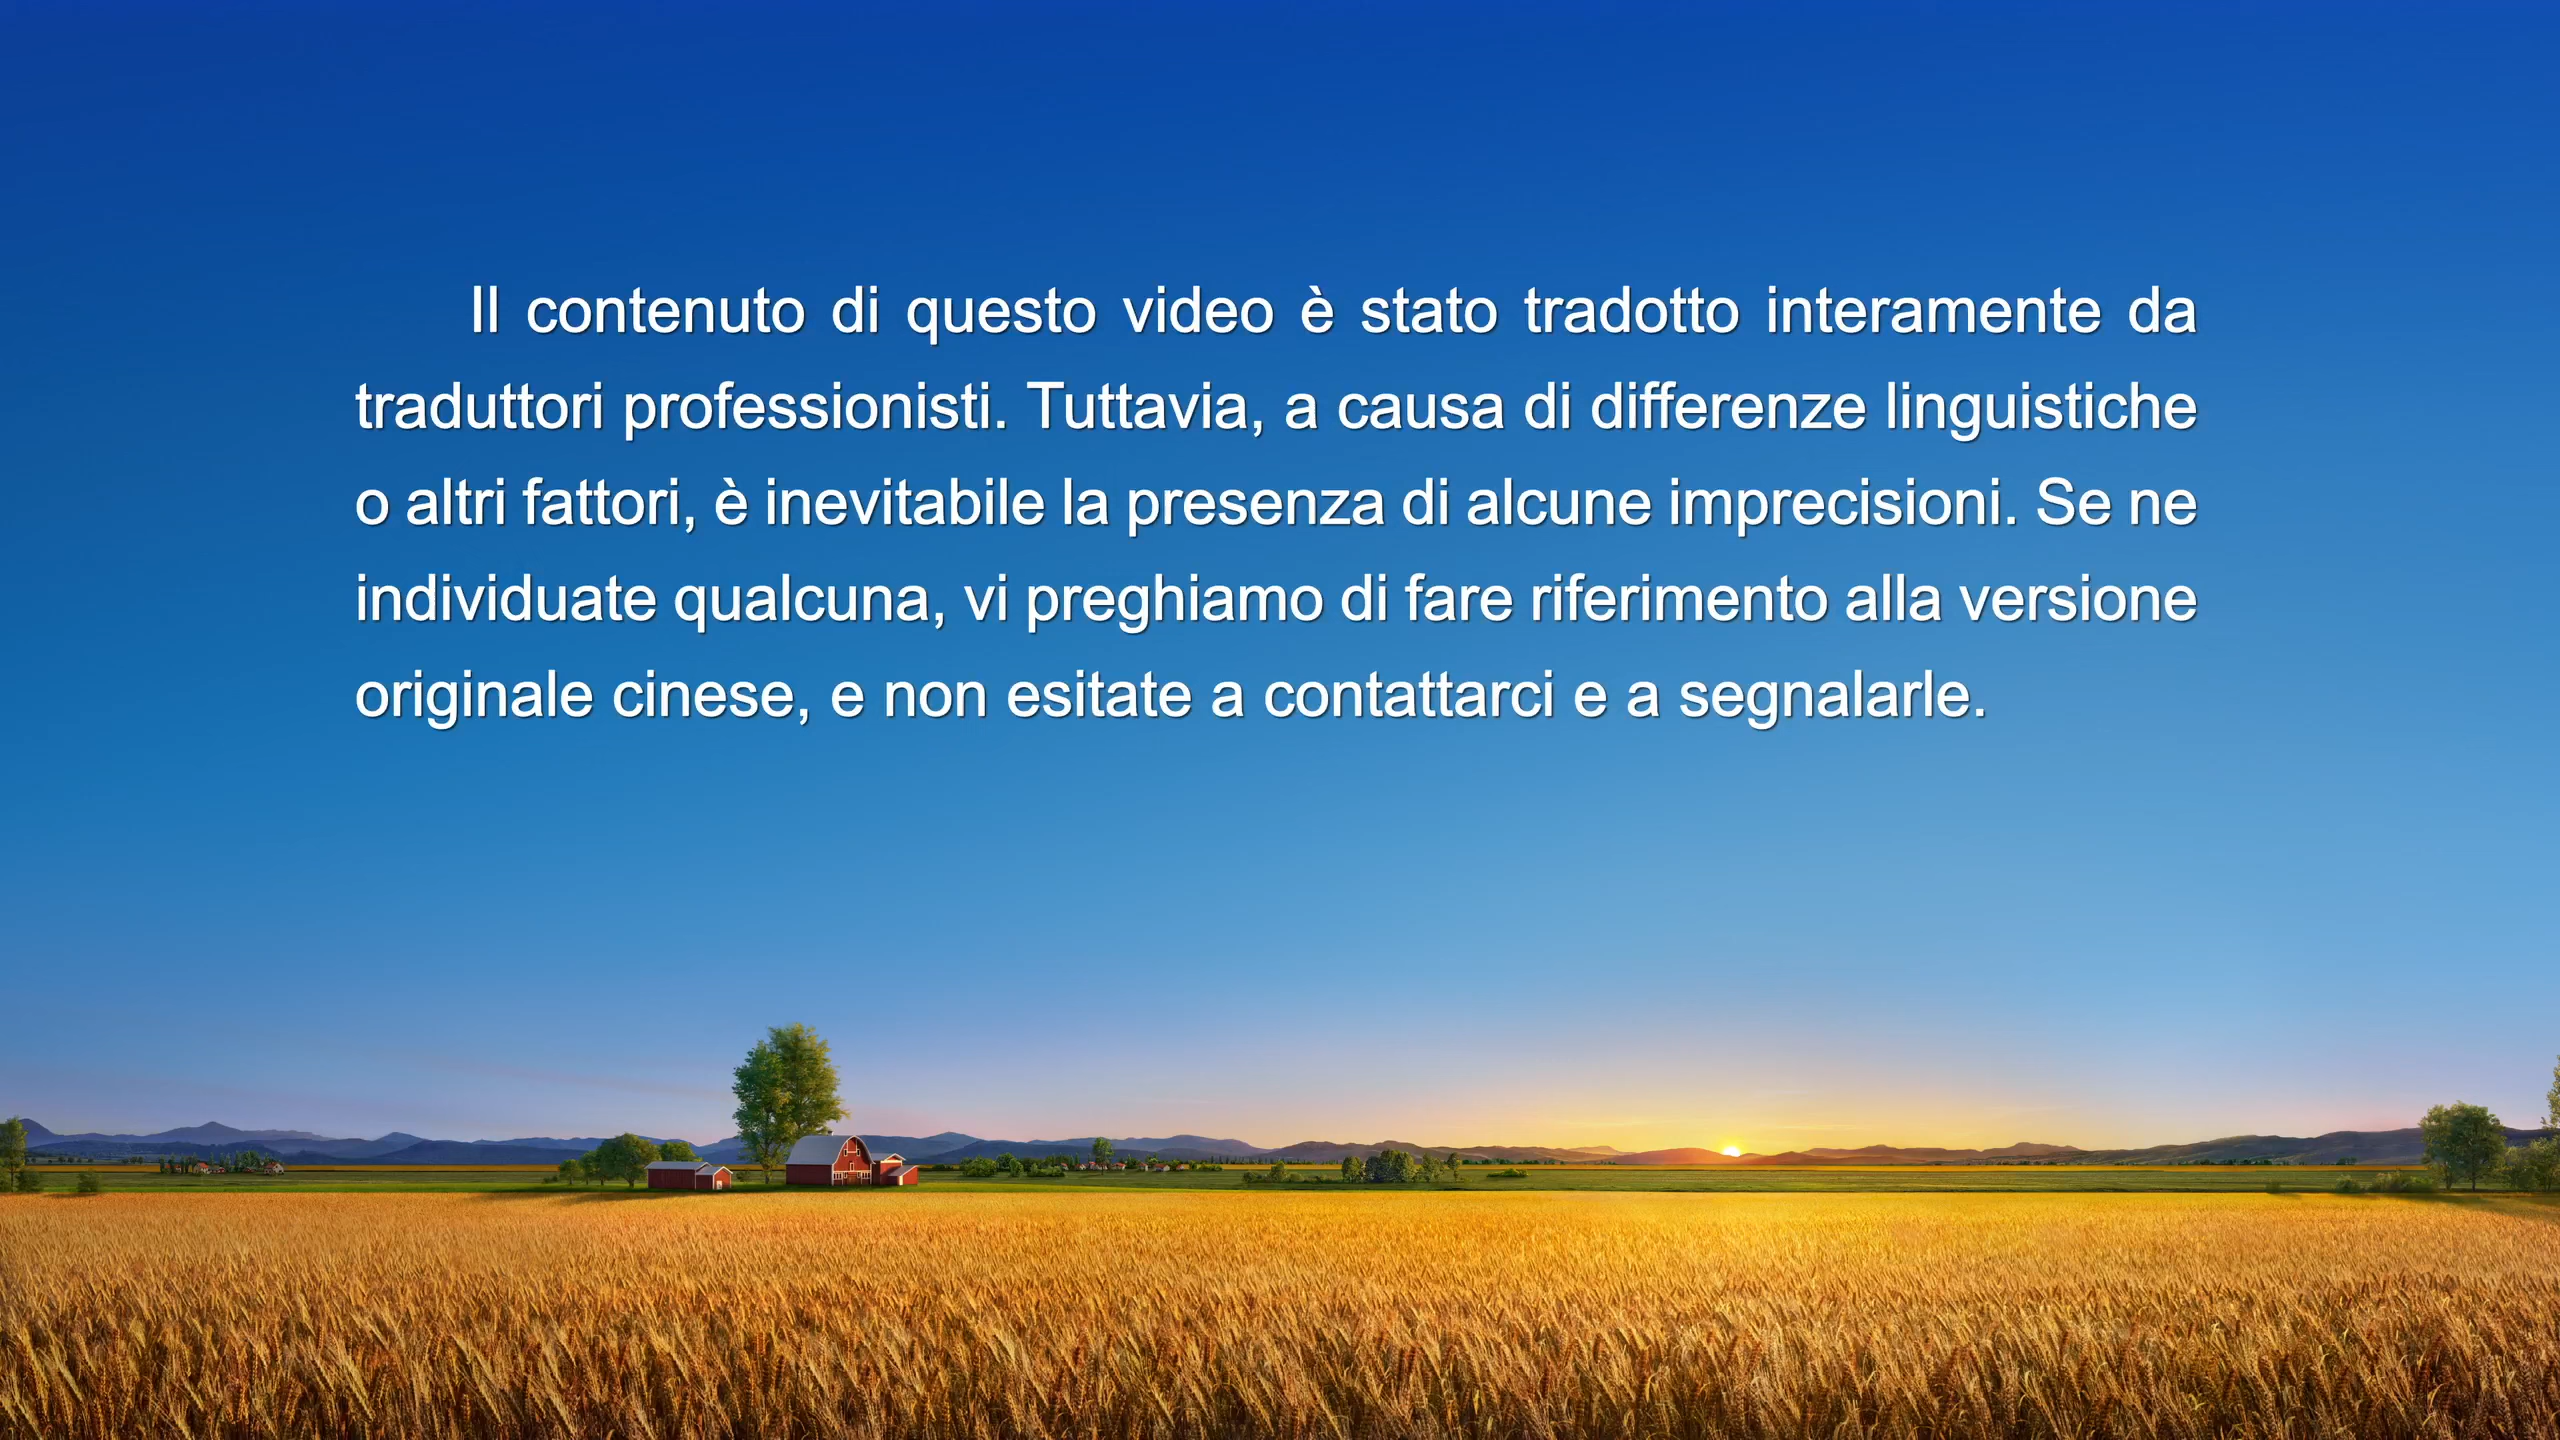 Il contenuto di questo video è stato tradotto interamente da
traduttori professionisti. Tuttavia, a causa di differenze linguistiche
o altri fattori, è inevitabile la presenza di alcune imprecisioni. Se ne
individuate qualcuna, vi preghiamo di fare riferimento alla versione
originale cinese, e non esitate a contattarci e a segnalarle.